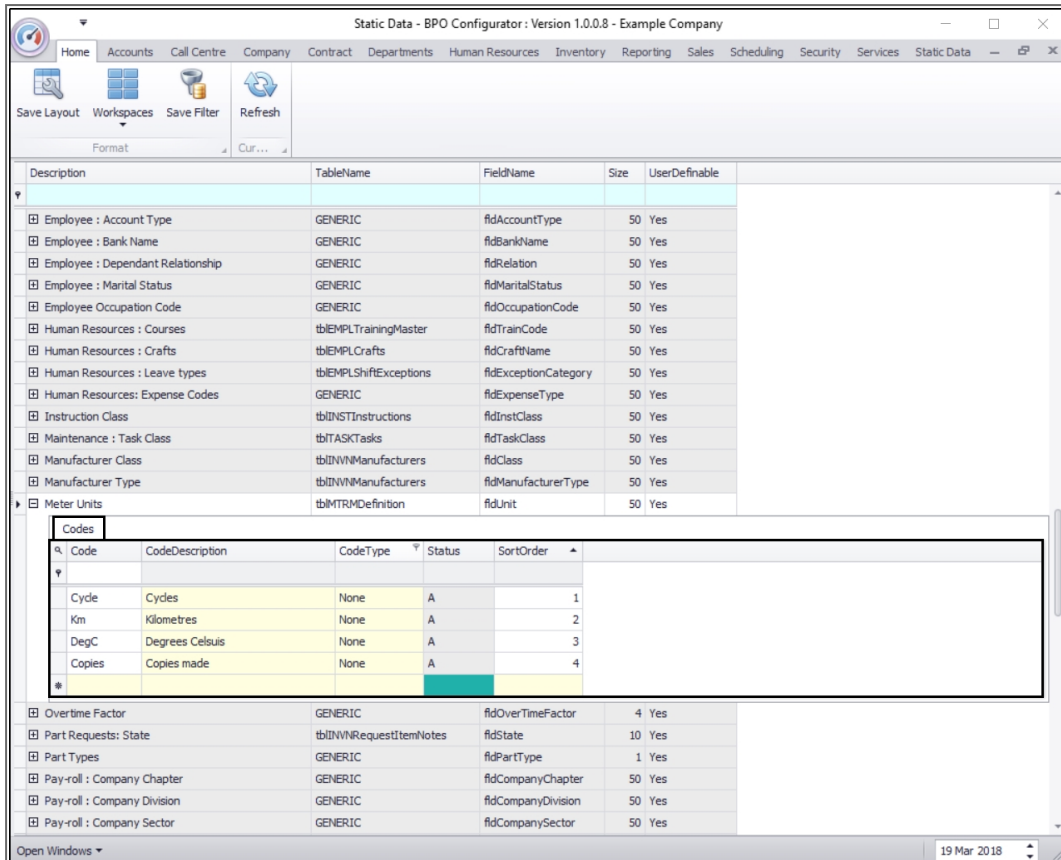 Static Data - BPO Configurator : Version 1.0.0.8 - Example Company
Home Accounts Call Centre Company Contract Departments Human Resources Inventory Reporting Sales Scheduling Security Services Static Data
Save Layout Workspaces Save Filter Refresh
Format Cur...
Description TableName FieldName Size UserDefinable
Employee : Account Type GENERIC fldAccountType 50 Yes
Employee : Bank Name GENERIC fldBankName 50 Yes
Employee : Dependant Relationship GENERIC fldRelation 50 Yes
Employee : Marital Status GENERIC fldMaritalStatus 50 Yes
Employee Occupation Code GENERIC fldOccupationCode 50 Yes
Human Resources : Courses tblEMPLTrainingMaster fldTrainCode 50 Yes
Human Resources : Crafts tblEMPLCrafts fldCraftName 50 Yes
Human Resources : Leave types tblEMPLShiftExceptions fldExceptionCategory 50 Yes
Human Resources: Expense Codes GENERIC fldExpenseType 50 Yes
Instruction Class tblINSTInstructions fldInstClass 50 Yes
Maintenance : Task Class tblTASKTasks fldTaskClass 50 Yes
Manufacturer Class tblINVNManufacturers fldClass 50 Yes
Manufacturer Type tblINVNManufacturers fldManufacturerType 50 Yes
Meter Units tblMTRMDefinition fldUnit 50 Yes
Codes
Code CodeDescription CodeType Status SortOrder
Cycle Cycles None A 1
Km Kilometres None A 2
DegC Degrees Celsuis None A 3
Copies Copies made None A 4
Overtime Factor GENERIC fldOverTimeFactor 4 Yes
Part Requests: State tblINVNRequestItemNotes fldState 10 Yes
Part Types GENERIC fldPartType 1 Yes
Pay-roll : Company Chapter GENERIC fldCompanyChapter 50 Yes
Pay-roll : Company Division GENERIC fldCompanyDivision 50 Yes
Pay-roll : Company Sector GENERIC fldCompanySector 50 Yes
Open Windows 19 Mar 2018